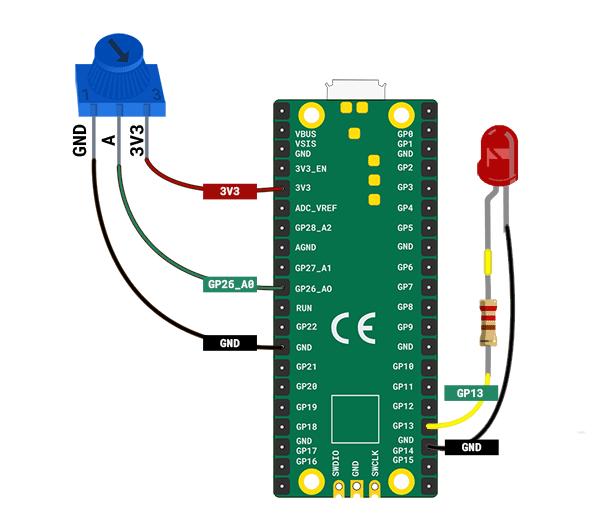 1 3
GND A 3V3
3V3
GP25_A0
GND
VBUS
VSIS
GND
3V3_EN
3V3
ADC_VREF
GP28_A2
AGND
GP27_A1
GP26_A0
RUN
GP22
GND
GP21
GP20
GP19
GP18
GND
GP17
GP16
GP0
GP1
GND
GP2
GP3
GP4
GP5
GND
GP6
GP7
GP8
GP9
GND
GP10
GP11
GP12
GP13
GND
GP14
GP15
CE
SWDIO GND SWCLK
GP13
GND